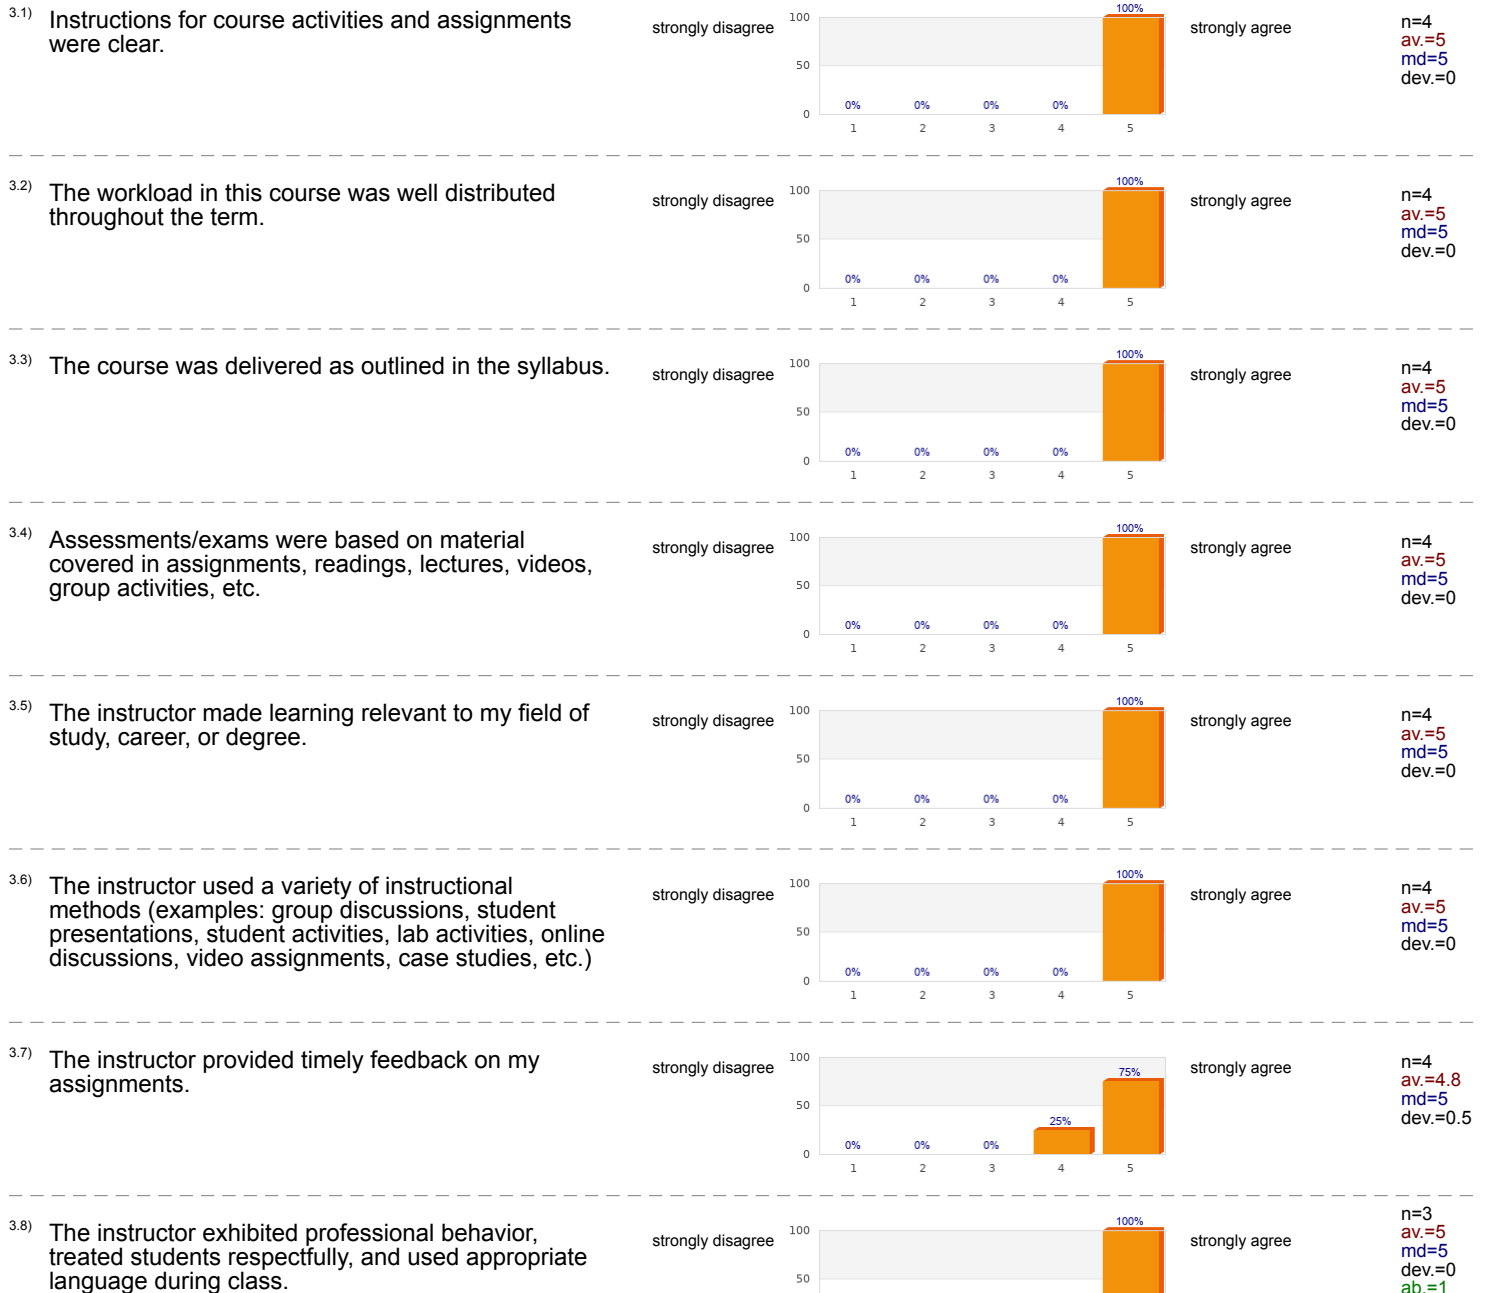 3.1) Instructions for course activities and assignments
were clear.
strongly disagree
100
50
0
0%
0%
0%
0%
100%
1
2
3
4
5
strongly agree
n=4
av.=5
md=5
dev.=0
3.2) The workload in this course was well distributed
throughout the term.
strongly disagree
100
50
0
0%
0%
0%
0%
100%
1
2
3
4
5
strongly agree
n=4
av.=5
md=5
dev.=0
3.3) The course was delivered as outlined in the syllabus.
strongly disagree
100
50
0
0%
0%
0%
0%
100%
1
2
3
4
5
strongly agree
n=4
av.=5
md=5
dev.=0
3.4) Assessments/exams were based on material
covered in assignments, readings, lectures, videos,
group activities, etc.
strongly disagree
100
50
0
0%
0%
0%
0%
100%
1
2
3
4
5
strongly agree
n=4
av.=5
md=5
dev.=0
3.5) The instructor made learning relevant to my field of
study, career, or degree.
strongly disagree
100
50
0
0%
0%
0%
0%
100%
1
2
3
4
5
strongly agree
n=4
av.=5
md=5
dev.=0
3.6) The instructor used a variety of instructional
methods (examples: group discussions, student
presentations, student activities, lab activities, online
discussions, video assignments, case studies, etc.)
strongly disagree
100
50
0
0%
0%
0%
0%
100%
1
2
3
4
5
strongly agree
n=4
av.=5
md=5
dev.=0
3.7) The instructor provided timely feedback on my
assignments.
strongly disagree
100
50
0
0%
0%
0%
25%
75%
1
2
3
4
5
strongly agree
n=4
av.=4.8
md=5
dev.=0.5
3.8) The instructor exhibited professional behavior,
treated students respectfully, and used appropriate
language during class.
strongly disagree
100
50
100%
strongly agree
n=3
av.=5
md=5
dev.=0
ab.=1